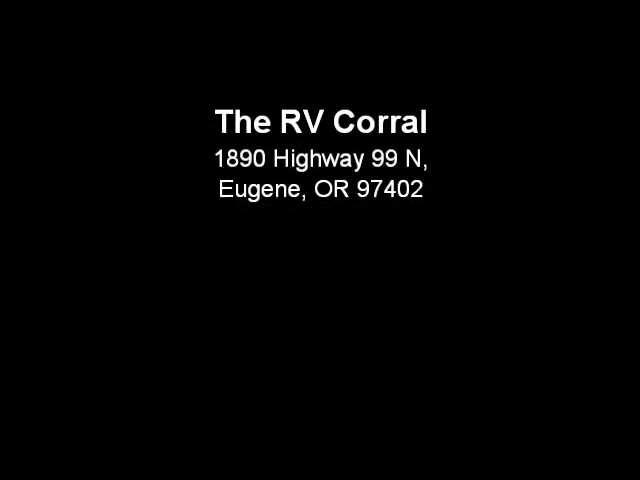 The RV Corral
1890 Highway 99 N,
Eugene, OR 97402